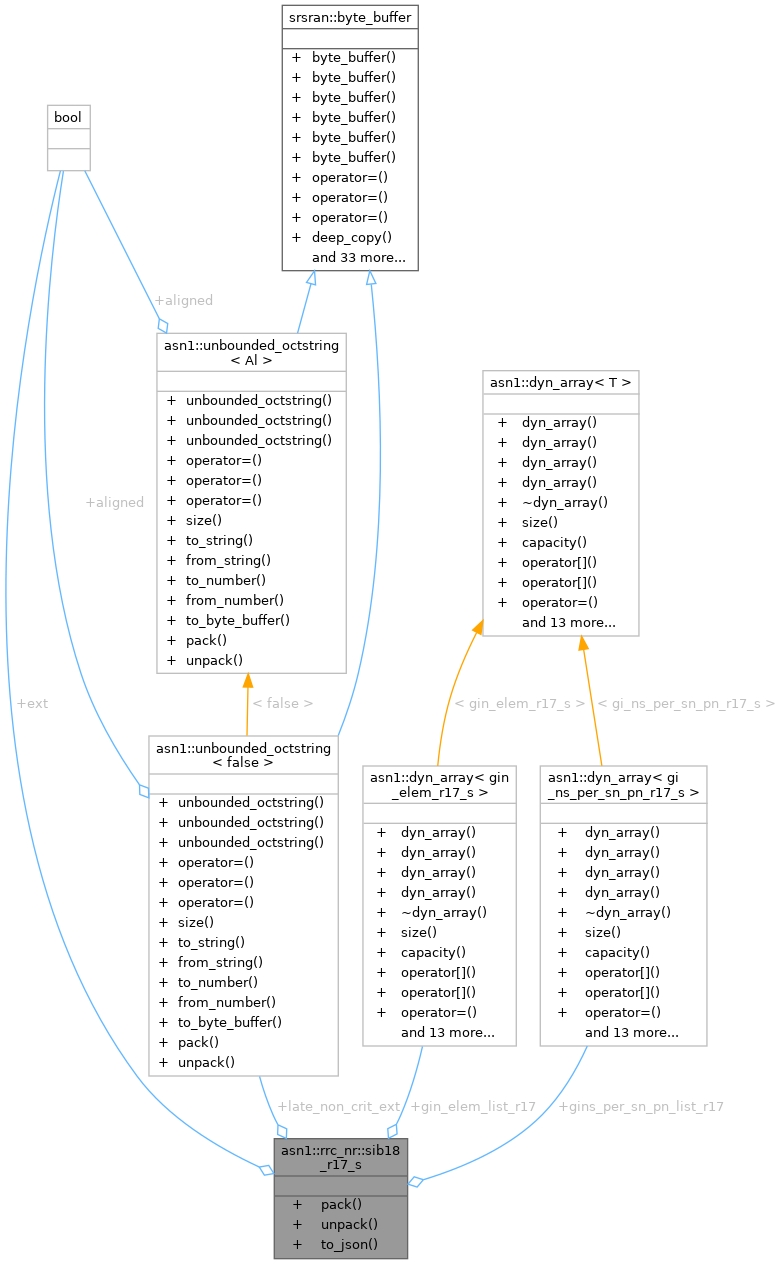 srsran::byte_buffer
+ byte_buffer()
+ byte_buffer()
+ byte_buffer()
+ byte_buffer()
+ byte_buffer()
+ byte_buffer()
+ operator=()
+ operator=()
+ operator=()
+ deep_copy()
and 33 more...
bool
+aligned
asn1::unbounded_octstring
< Al >
+ unbounded_octstring()
+ unbounded_octstring()
+ unbounded_octstring()
+ operator=()
+ operator=()
+ operator=()
+ size()
+ to_string()
+ from_string()
+ to_number()
+ from_number()
+ to_byte_buffer()
+ pack()
+ unpack()
asn1::dyn_array< T >
+ dyn_array()
+ dyn_array()
+ dyn_array()
+ dyn_array()
+ ~dyn_array()
+ size()
+ capacity()
+ operator[]()
+ operator[]()
+ operator=()
and 13 more...
+aligned
+ext
< false >
< gin_elem_r17_s >
< gi_ns_per_sn_pn_r17_s >
asn1::unbounded_octstring
< false >
+ unbounded_octstring()
+ unbounded_octstring()
+ unbounded_octstring()
+ operator=()
+ operator=()
+ operator=()
+ size()
+ to_string()
+ from_string()
+ to_number()
+ from_number()
+ to_byte_buffer()
+ pack()
+ unpack()
asn1::dyn_array< gin
_elem_r17_s >
+ dyn_array()
+ dyn_array()
+ dyn_array()
+ dyn_array()
+ ~dyn_array()
+ size()
+ capacity()
+ operator[]()
+ operator[]()
+ operator=()
and 13 more...
asn1::dyn_array< gi
_ns_per_sn_pn_r17_s >
+ dyn_array()
+ dyn_array()
+ dyn_array()
+ dyn_array()
+ ~dyn_array()
+ size()
+ capacity()
+ operator[]()
+ operator[]()
+ operator=()
and 13 more...
+late_non_crit_ext
+gin_elem_list_r17
+gins_per_sn_pn_list_r17
asn1::rrc_nr::sib18
_r17_s
+ pack()
+ unpack()
+ to_json()